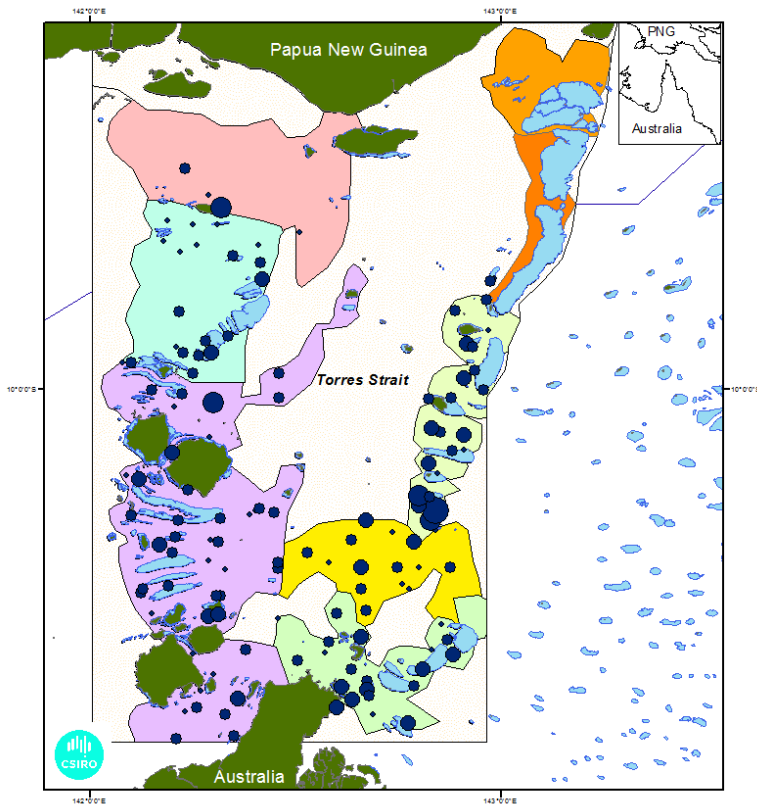 142°0'0"E
143°0'0"E
Papua New Guinea
PNG
Australia
10°0'0"S
10°0'0"S
Torres Strait
CSIRO
Australia
142°0'0"E
143°0'0"E